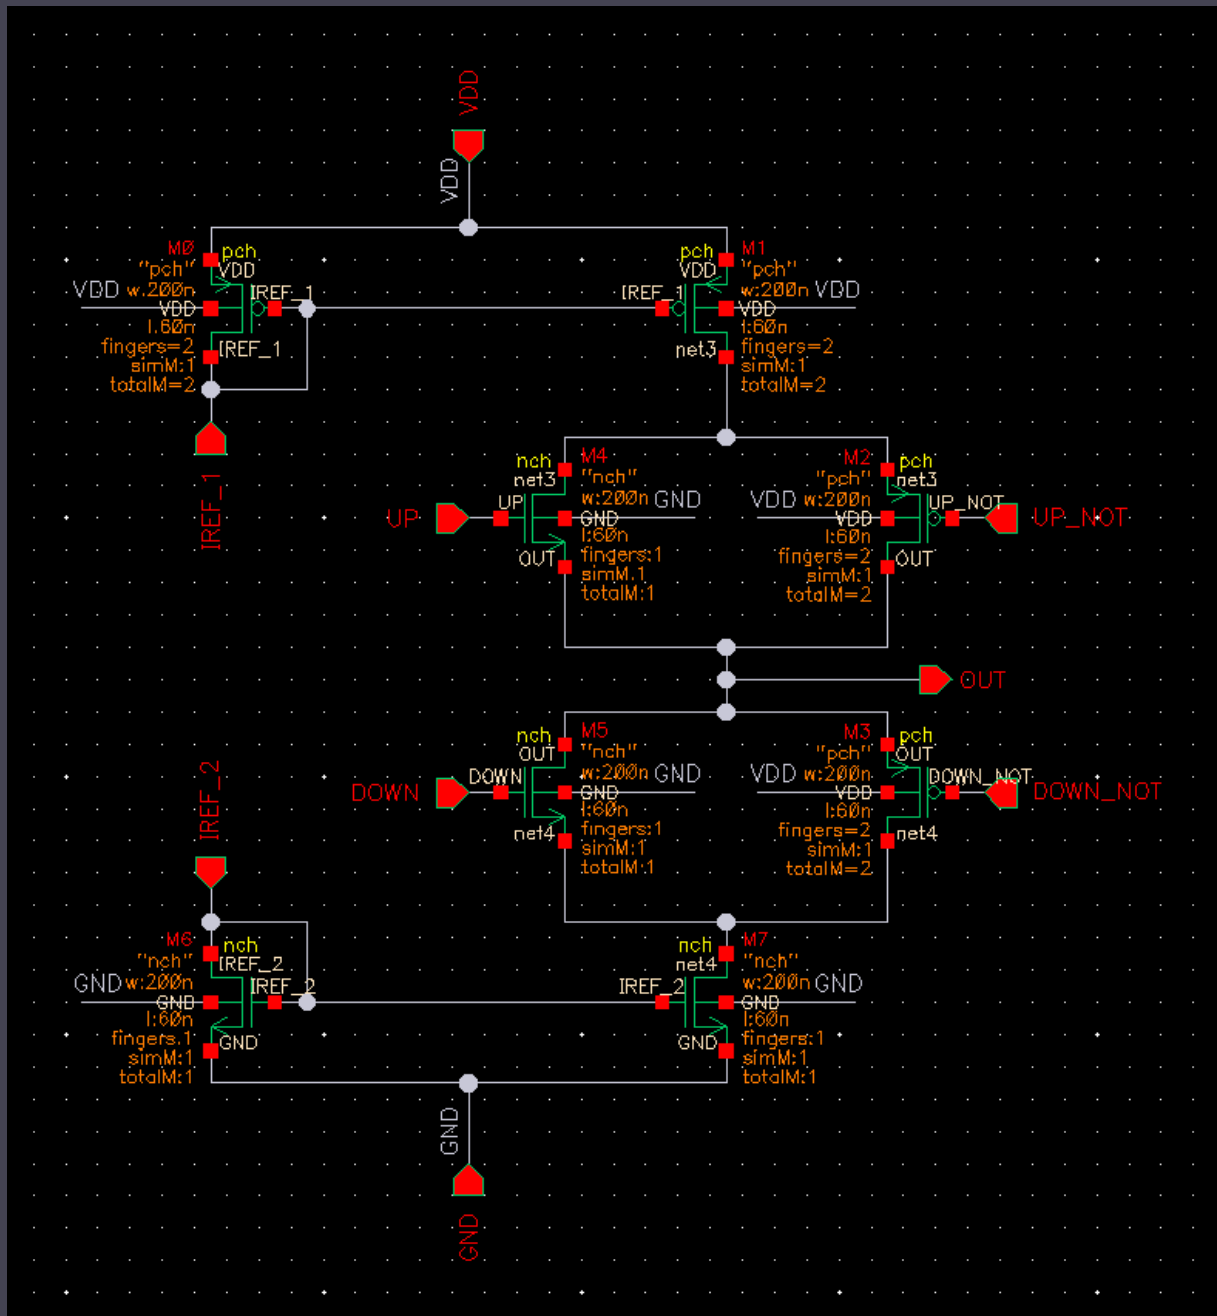 VDD
VDD
M0
pch
"pch"
VDD
VDD
w:200n
IREF_1
VDD
l:60n
fingers=2
IREF_1
simM:1
totalM=2
IREF_1
pch
M1
VDD
"pch"
IREF_1
w:200n
VDD
VDD
l:60n
net3
fingers=2
simM:1
totalM=2
nch
M4
net3
"nch"
UP
UP
w:200n
GND
GND
l:60n
OUT
fingers:1
simM:1
totalM:1
M2
pch
"pch"
net3
VDD
w:200n
UP_NOT
UP_NOT
VDD
l:60n
fingers=2
OUT
simM:1
totalM=2
OUT
nch
M5
OUT
"nch"
DOWN
DOWN
w:200n
GND
GND
l:60n
net4
fingers:1
simM:1
totalM:1
M3
pch
"pch"
OUT
VDD
w:200n
DOWN_NOT
DOWN_NOT
VDD
l:60n
fingers=2
net4
simM:1
totalM=2
IREF_2
M6
nch
"nch"
IREF_2
GND
w:200n
IREF_2
GND
l:60n
fingers:1
GND
simM:1
totalM:1
nch
M7
net4
"nch"
IREF_2
w:200n
GND
GND
l:60n
GND
fingers:1
simM:1
totalM:1
GND
GND